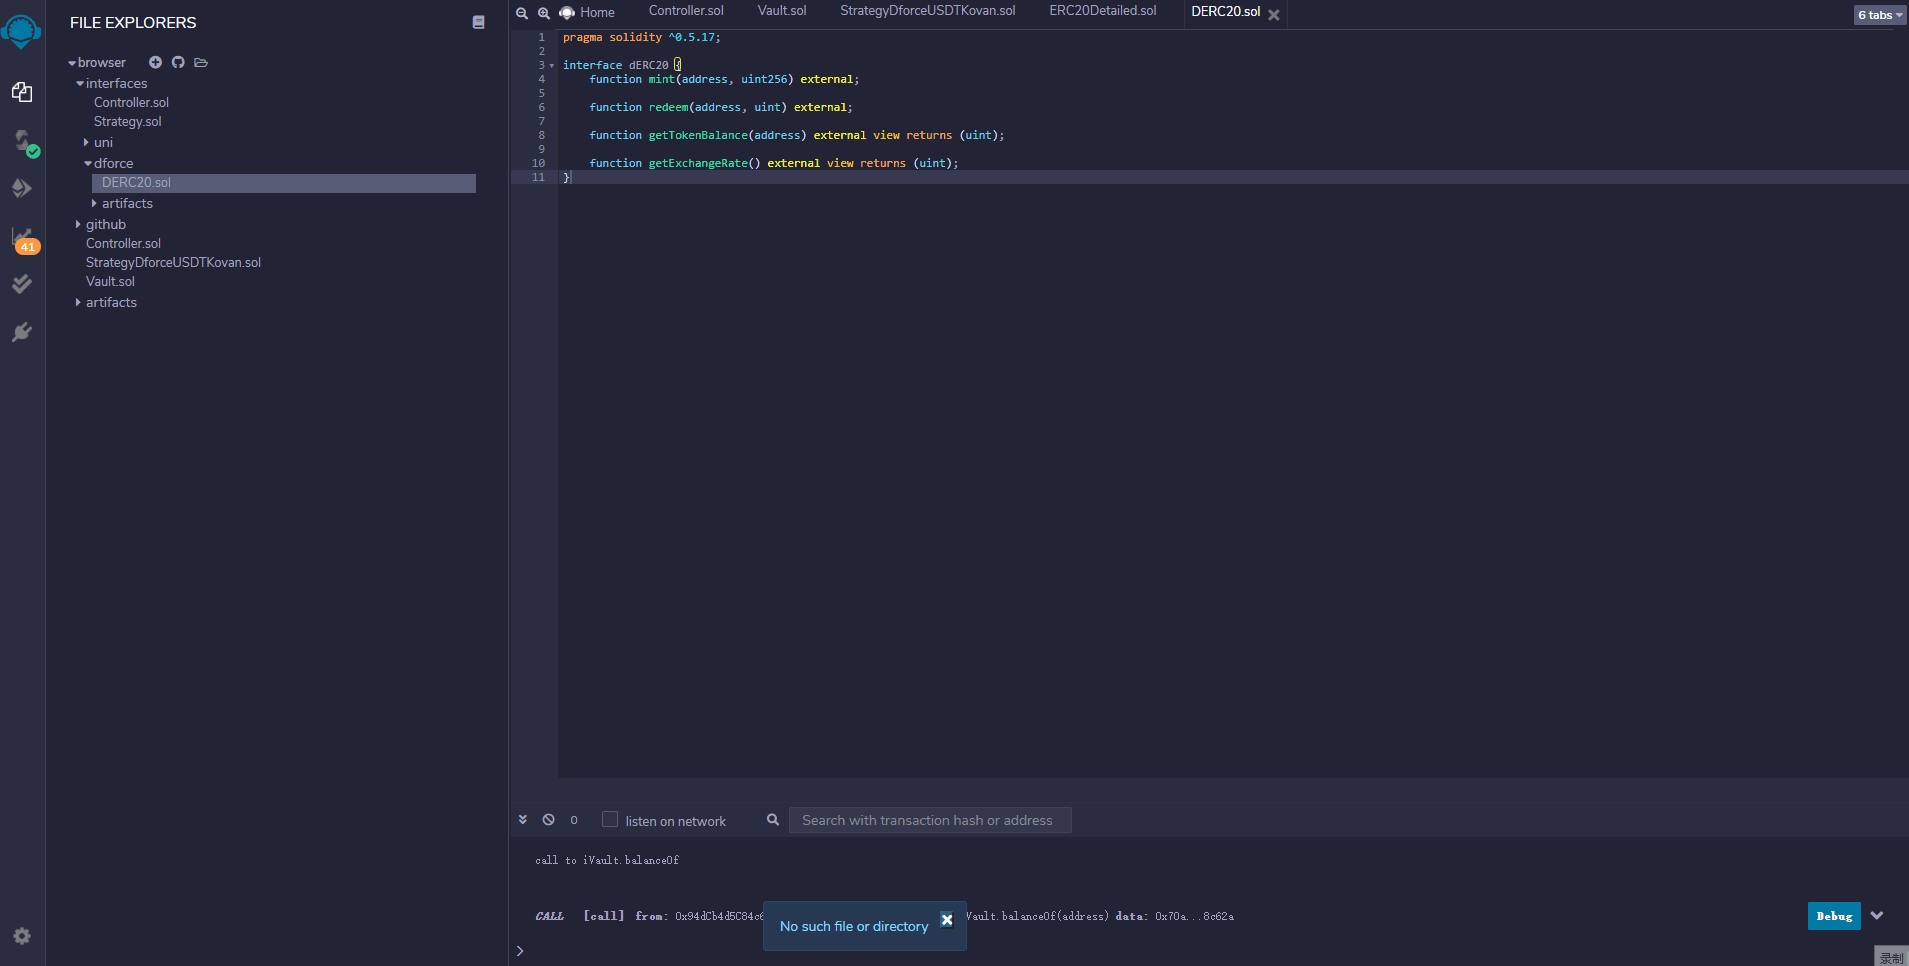 FILE EXPLORERS
browser
interfaces
Controller.sol
Strategy.sol
uni
dforce
DERC20.sol
artifacts
github
Controller.sol
StrategyDforceUSDTKovan.sol
Vault.sol
artifacts
41
Home Controller.sol Vault.sol StrategyDforceUSDTKovan.sol ERC20Detailed.sol DERC20.sol 6 tabs
1 pragma solidity ^0.5.17;
2
3 interface dERC20 {
4 function mint(address, uint256) external;
5
6 function redeem(address, uint) external;
7
8 function getTokenBalance(address) external view returns (uint);
9
10 function getExchangeRate() external view returns (uint);
11 }
0 listen on network Search with transaction hash or address
call to iVault.balanceOf
CALL [call] from: 0x94dCb4d5C84c6 Vault.balanceOf(address) data: 0x70a...8c62a Debug
No such file or directory
>
录制